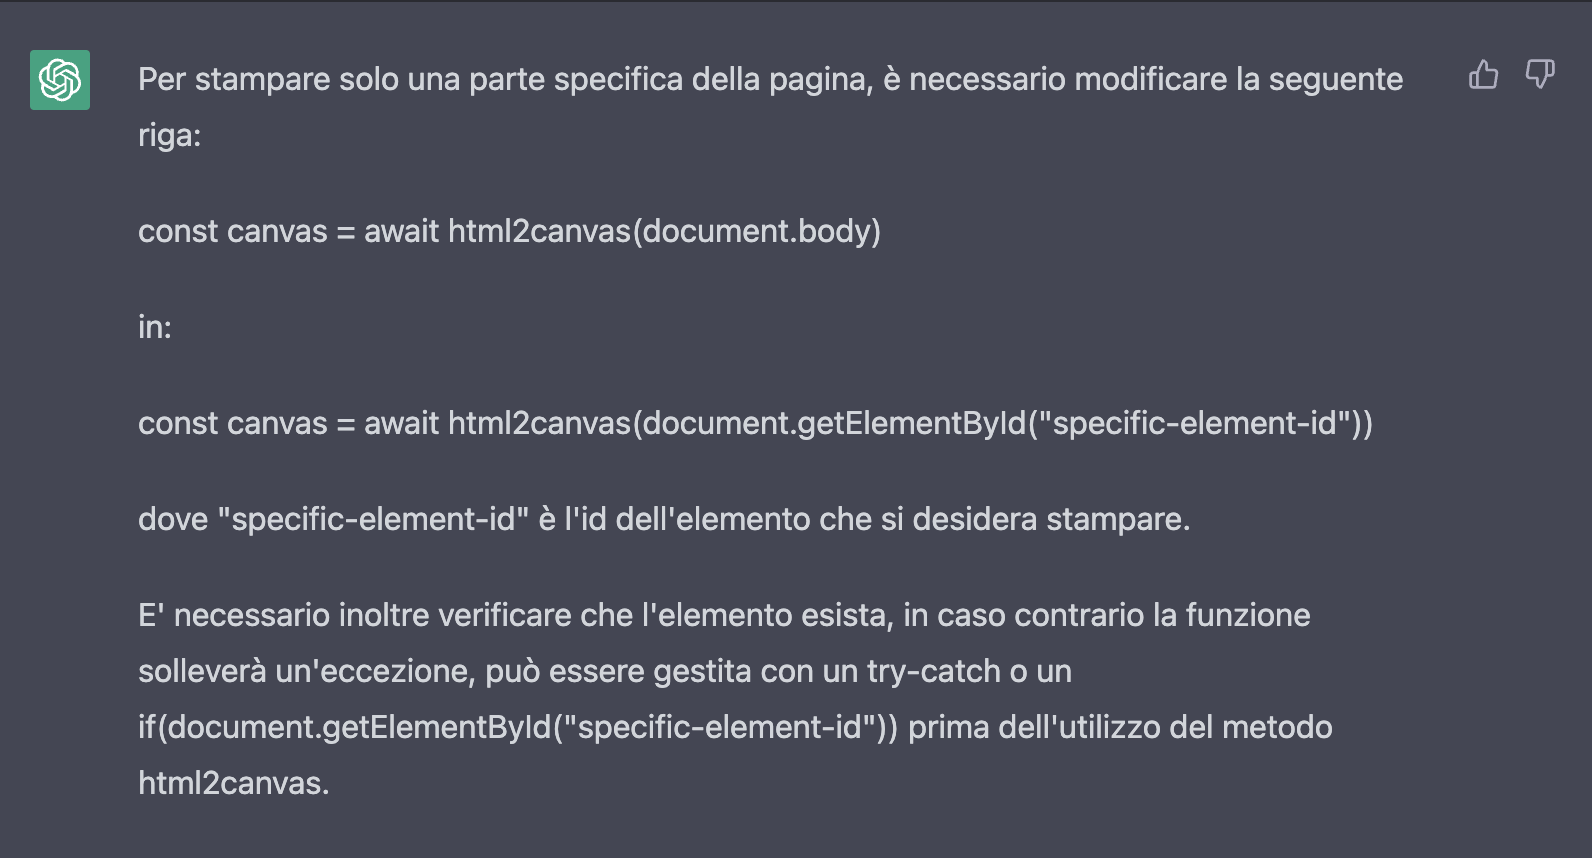 Per stampare solo una parte specifica della pagina, è necessario modificare la seguente
riga:
const canvas = await html2canvas(document.body)
in:
const canvas = await html2canvas(document.getElementById("specific-element-id"))
dove "specific-element-id" è l'id dell'elemento che si desidera stampare.
E' necessario inoltre verificare che l'elemento esista, in caso contrario la funzione
solleverà un'eccezione, può essere gestita con un try-catch o un
if(document.getElementById("specific-element-id")) prima dell'utilizzo del metodo
html2canvas.